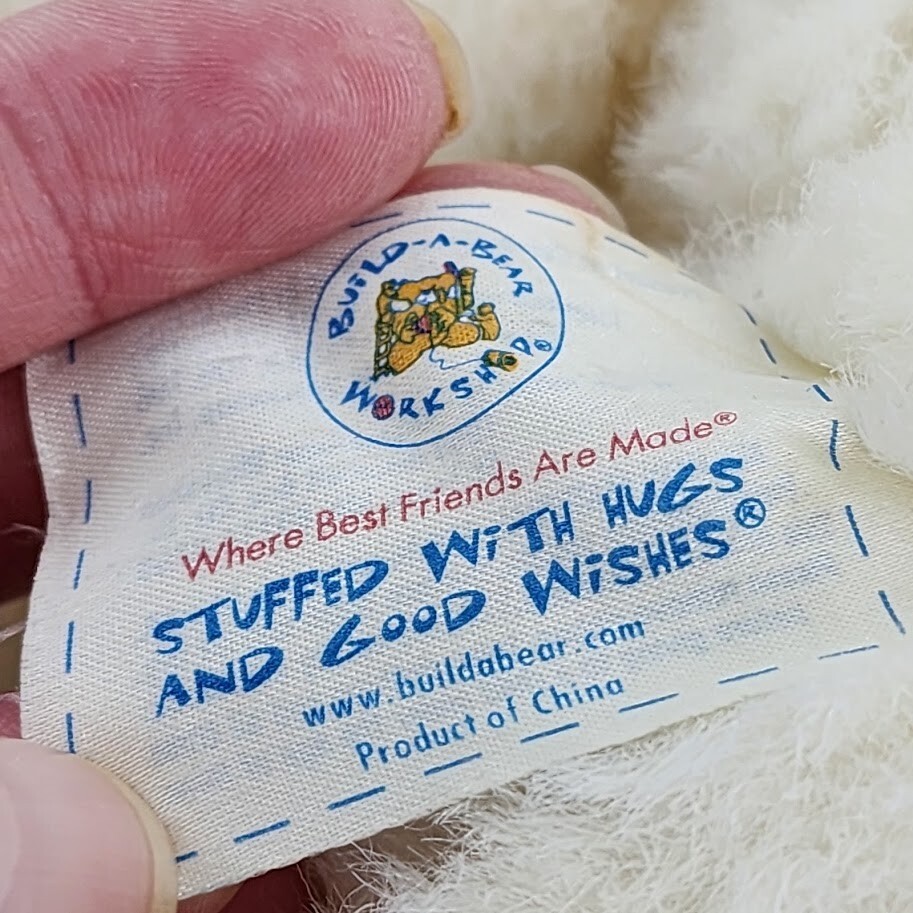 BUILD-A-BEAR
WORKSHOP®
Where Best Friends Are Made®
STUFFED WiTH HUGS
AND GOOD WiSHES®
www.buildabear.com
Product of China